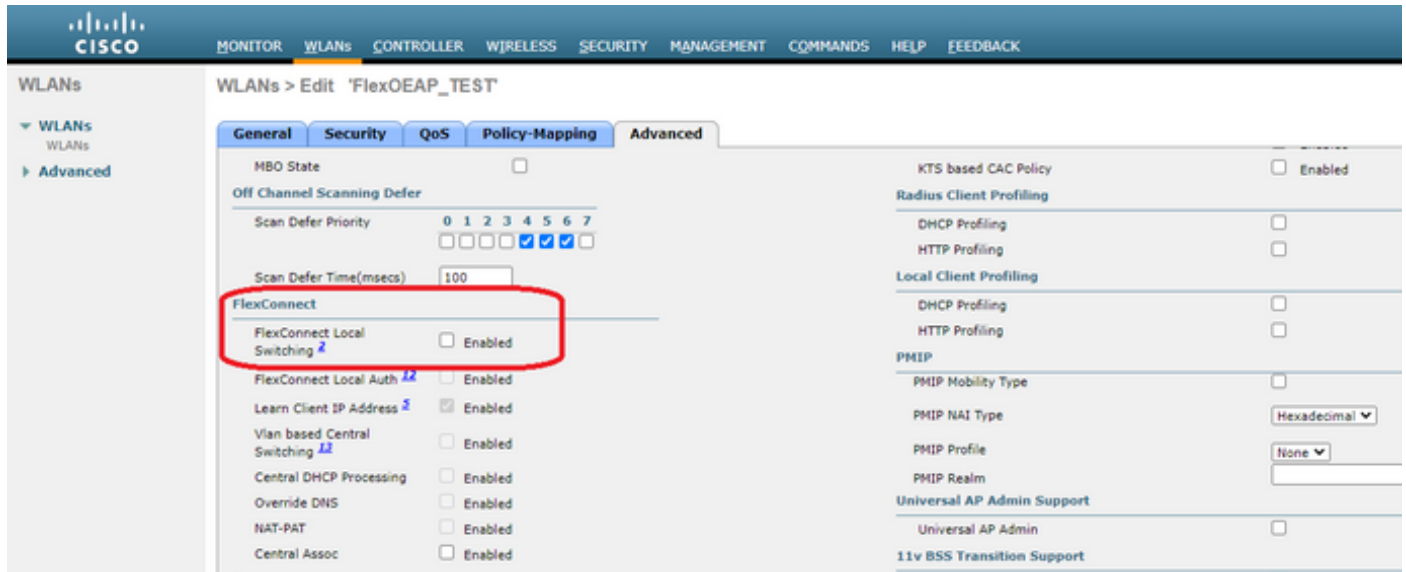 CISCO
MONITOR WLANs CONTROLLER WIRELESS SECURITY MANAGEMENT COMMANDS HELP FEEDBACK
WLANs
WLANs
WLANs
Advanced
WLANs > Edit 'FlexOEAP_TEST'
General Security QoS Policy-Mapping Advanced
MBO State
Off Channel Scanning Defer
Scan Defer Priority 0 1 2 3 4 5 6 7
Scan Defer Time(msecs) 100
FlexConnect
FlexConnect Local
Switching 2 Enabled
FlexConnect Local Auth 12 Enabled
Learn Client IP Address 5 Enabled
Vlan based Central
Switching 13 Enabled
Central DHCP Processing Enabled
Override DNS Enabled
NAT-PAT Enabled
Central Assoc Enabled
KTS based CAC Policy Enabled
Radius Client Profiling
DHCP Profiling
HTTP Profiling
Local Client Profiling
DHCP Profiling
HTTP Profiling
PMIP
PMIP Mobility Type
PMIP NAI Type Hexadecimal
PMIP Profile None
PMIP Realm
Universal AP Admin Support
Universal AP Admin
11v BSS Transition Support